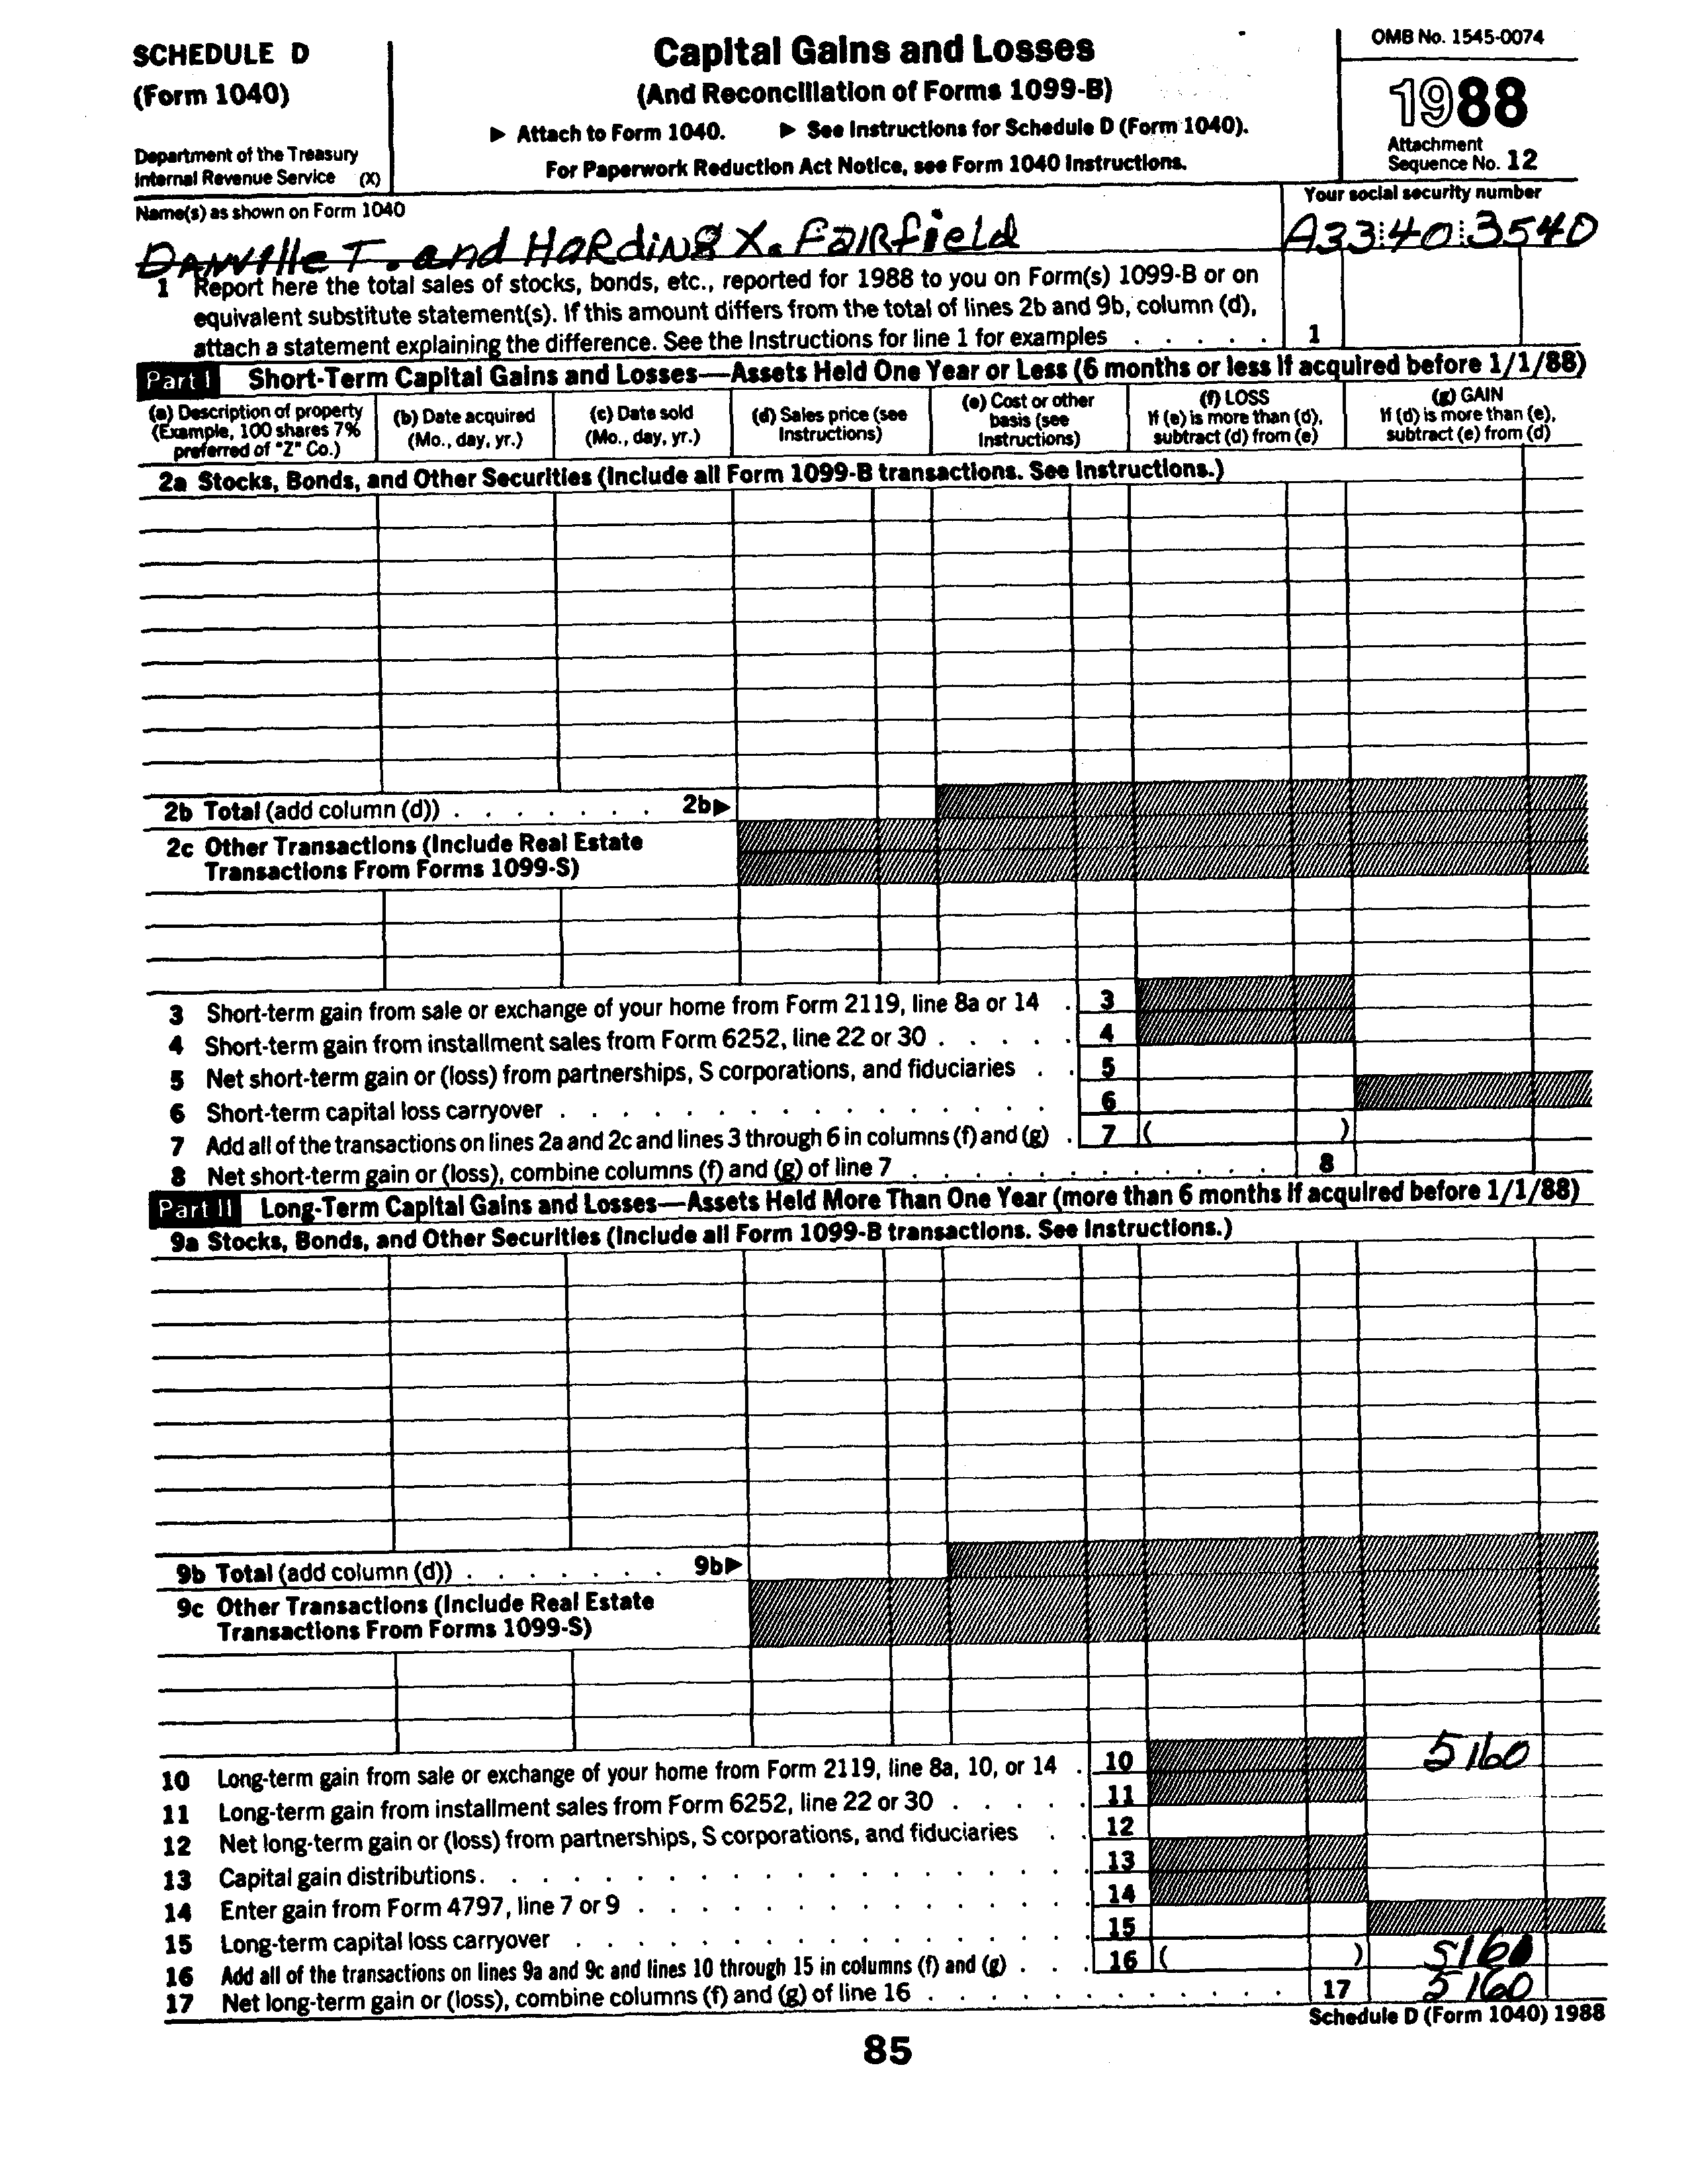 SCHEDULE D
(Form 1040)
Department of the Treasury
Internal Revenue Service (X)
Capital Gains and Losses
(And Reconciliation of Forms 1099-B)
▶ Attach to Form 1040. ▶ See Instructions for Schedule D (Form 1040).
For Paperwork Reduction Act Notice, see Form 1040 Instructions.
OMB No. 1545-0074
1988
Attachment
Sequence No. 12
Name(s) as shown on Form 1040
Your social security number
Danville T. and Harding X. Fairfield
A33 40 3540
1 Report here the total sales of stocks, bonds, etc., reported for 1988 to you on Form(s) 1099-B or on
equivalent substitute statement(s). If this amount differs from the total of lines 2b and 9b, column (d),
attach a statement explaining the difference. See the Instructions for line 1 for examples . . . . . 1
Part I Short-Term Capital Gains and Losses—Assets Held One Year or Less (6 months or less if acquired before 1/1/88)
(a) Description of property
(Example, 100 shares 7%
preferred of "Z" Co.)
(b) Date acquired
(Mo., day, yr.)
(c) Date sold
(Mo., day, yr.)
(d) Sales price (see
Instructions)
(e) Cost or other
basis (see
Instructions)
(f) LOSS
If (e) is more than (d),
subtract (d) from (e)
(g) GAIN
If (d) is more than (e),
subtract (e) from (d)
2a Stocks, Bonds, and Other Securities (Include all Form 1099-B transactions. See Instructions.)
2b Total (add column (d)) . . . . . . . 2b▶
2c Other Transactions (Include Real Estate
Transactions From Forms 1099-S)
3 Short-term gain from sale or exchange of your home from Form 2119, line 8a or 14 . 3
4 Short-term gain from installment sales from Form 6252, line 22 or 30 . . . . . 4
5 Net short-term gain or (loss) from partnerships, S corporations, and fiduciaries . . 5
6 Short-term capital loss carryover . . . . . . . . . . . . . . . . 6
7 Add all of the transactions on lines 2a and 2c and lines 3 through 6 in columns (f) and (g) . 7 ( )
8 Net short-term gain or (loss), combine columns (f) and (g) of line 7 . . . . . . . . . . . . 8
Part II Long-Term Capital Gains and Losses—Assets Held More Than One Year (more than 6 months if acquired before 1/1/88)
9a Stocks, Bonds, and Other Securities (Include all Form 1099-B transactions. See Instructions.)
9b Total (add column (d)) . . . . . . . 9b▶
9c Other Transactions (Include Real Estate
Transactions From Forms 1099-S)
10 Long-term gain from sale or exchange of your home from Form 2119, line 8a, 10, or 14 . 10 5160
11 Long-term gain from installment sales from Form 6252, line 22 or 30 . . . . . 11
12 Net long-term gain or (loss) from partnerships, S corporations, and fiduciaries . . 12
13 Capital gain distributions . . . . . . . . . . . . . . . . . . 13
14 Enter gain from Form 4797, line 7 or 9 . . . . . . . . . . . . . . 14
15 Long-term capital loss carryover . . . . . . . . . . . . . . . . 15
16 Add all of the transactions on lines 9a and 9c and lines 10 through 15 in columns (f) and (g) . . . 16 ( ) 5160
17 Net long-term gain or (loss), combine columns (f) and (g) of line 16 . . . . . . . . . . . . 17 5160
Schedule D (Form 1040) 1988
85